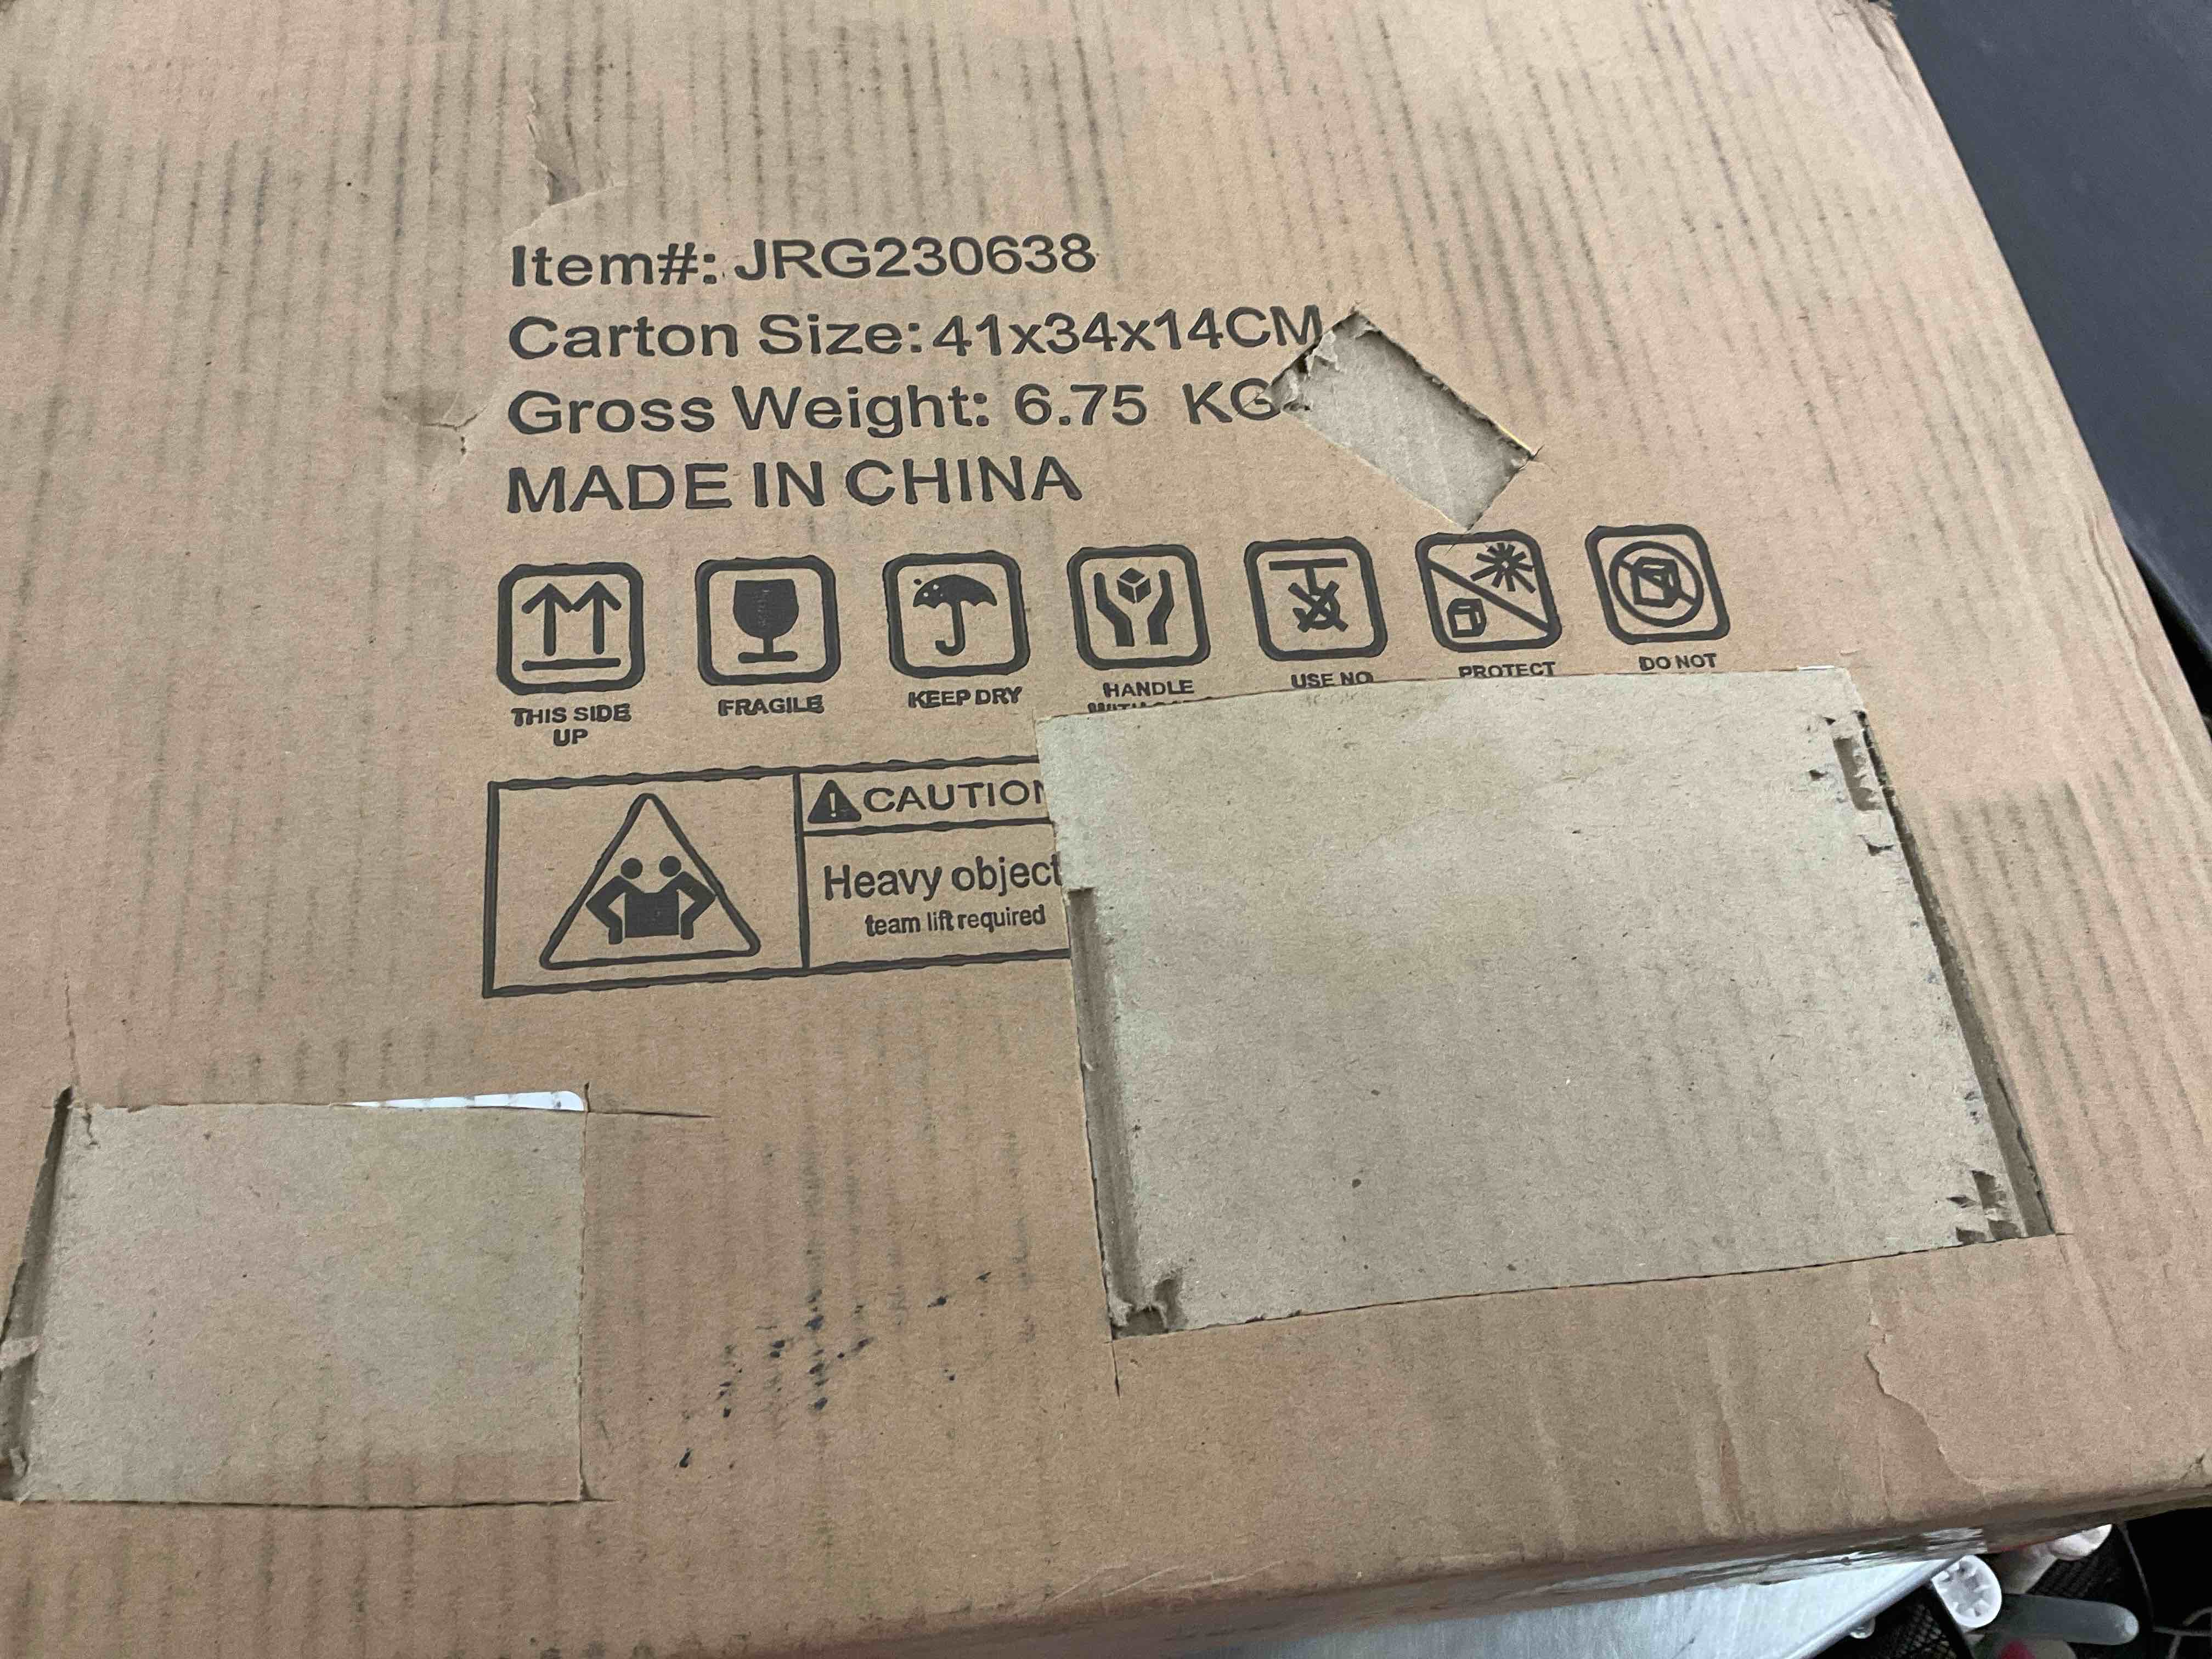 Item#: JRG230638
Carton Size: 41x34x14CM
Gross Weight: 6.75 KG
MADE IN CHINA
THIS SIDE UP
FRAGILE
KEEP DRY
HANDLE
USE NO
PROTECT
DO NOT
CAUTION
Heavy object
team lift required